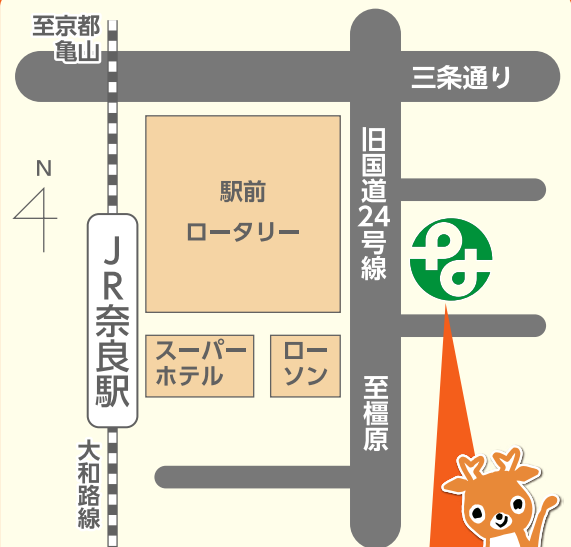 至京都
亀山
三条通り
N
旧国道24号線
駅前
ロータリー
JR奈良駅
スーパー
ホテル
ロー
ソン
至橿原
大和路線